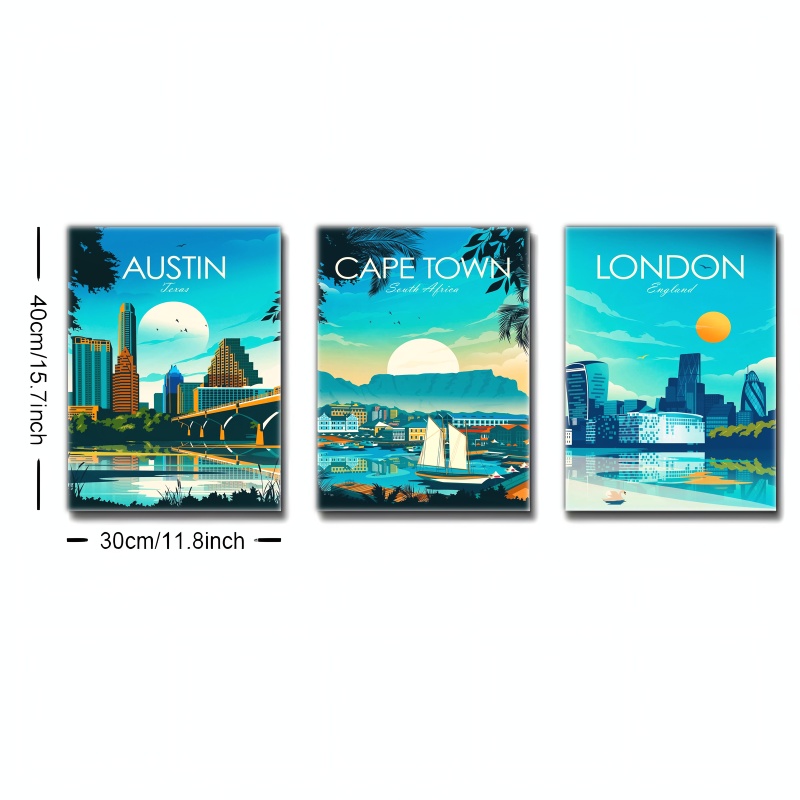 AUSTIN
Texas
CAPE TOWN
South Africa
LONDON
England
40cm/15.7inch
30cm/11.8inch